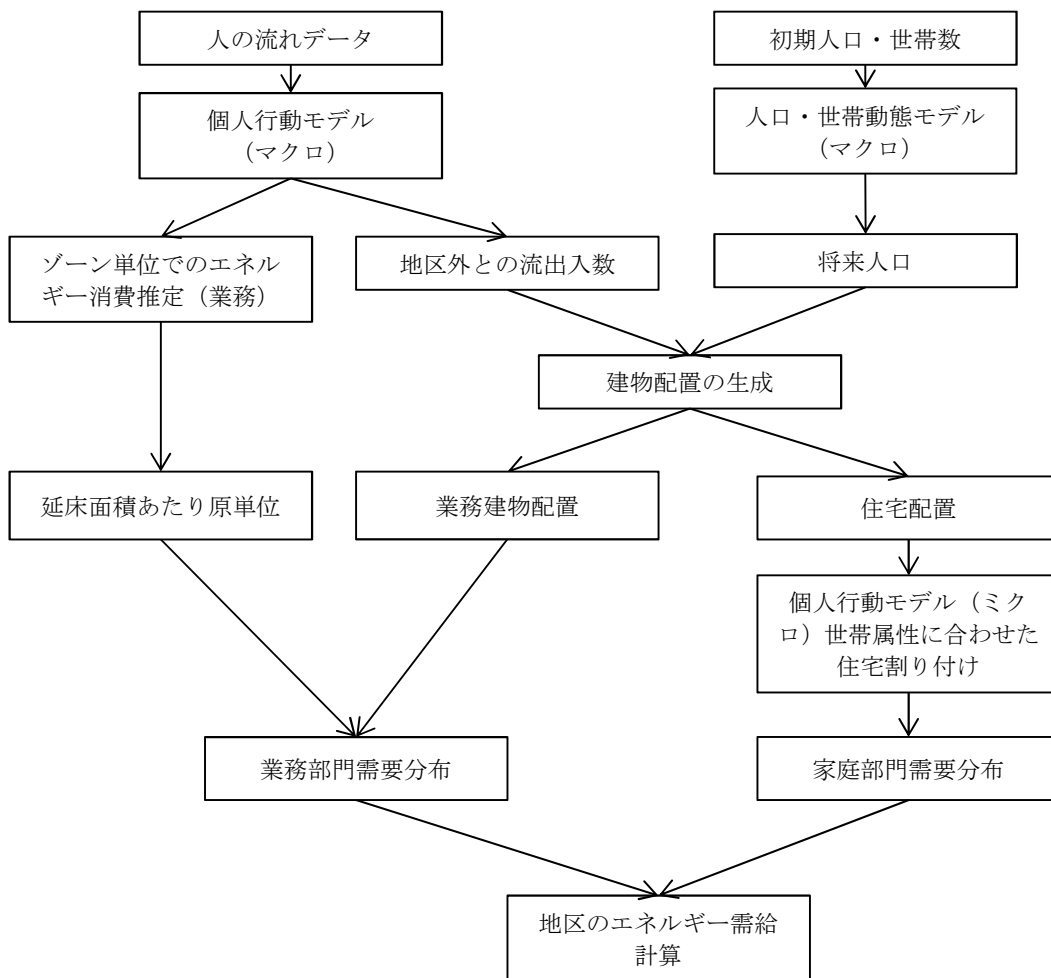 人の流れデータ
初期人口・世帯数
個人行動モデル
（マクロ）
人口・世帯動態モデル
（マクロ）
ゾーン単位でのエネル
ギー消費推定（業務）
地区外との流出入数
将来人口
建物配置の生成
延床面積あたり原単位
業務建物配置
住宅配置
個人行動モデル（ミク
ロ）世帯属性に合わせた
住宅割り付け
業務部門需要分布
家庭部門需要分布
地区のエネルギー需給
計算